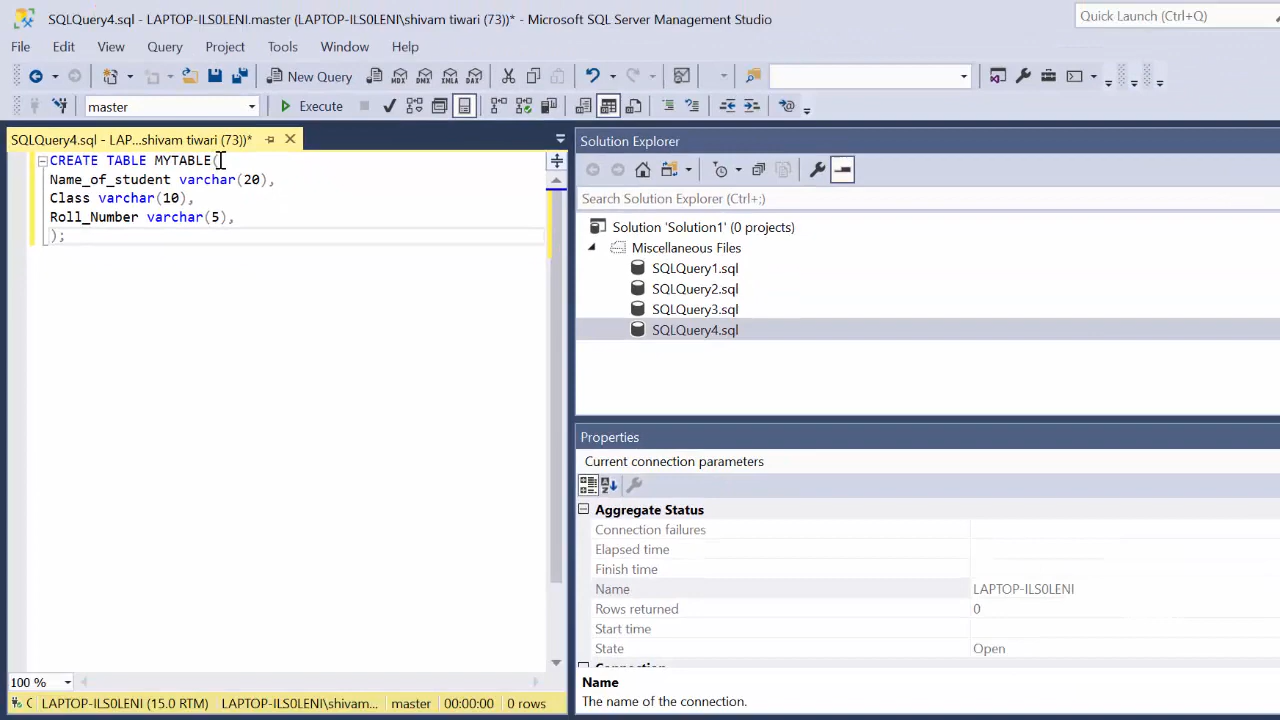 SQLQuery4.sql - LAPTOP-ILS0LENI.master (LAPTOP-ILS0LENI\shivam tiwari (73))* - Microsoft SQL Server Management Studio
Quick Launch (Ctrl+Q)
File Edit View Query Project Tools Window Help
New Query
MDX DMX XMLA DAX
master
Execute
SQLQuery4.sql - LAP...shivam tiwari (73))*
CREATE TABLE MYTABLE(
Name_of_student varchar(20),
Class varchar(10),
Roll_Number varchar(5),
);
Solution Explorer
Search Solution Explorer (Ctrl+;)
Solution 'Solution1' (0 projects)
Miscellaneous Files
SQLQuery1.sql
SQLQuery2.sql
SQLQuery3.sql
SQLQuery4.sql
Properties
Current connection parameters
Aggregate Status
Connection failures
Elapsed time
Finish time
Name LAPTOP-ILS0LENI
Rows returned 0
Start time
State Open
Name
The name of the connection.
100 %
C LAPTOP-ILS0LENI (15.0 RTM) LAPTOP-ILS0LENI\shivam... master 00:00:00 0 rows